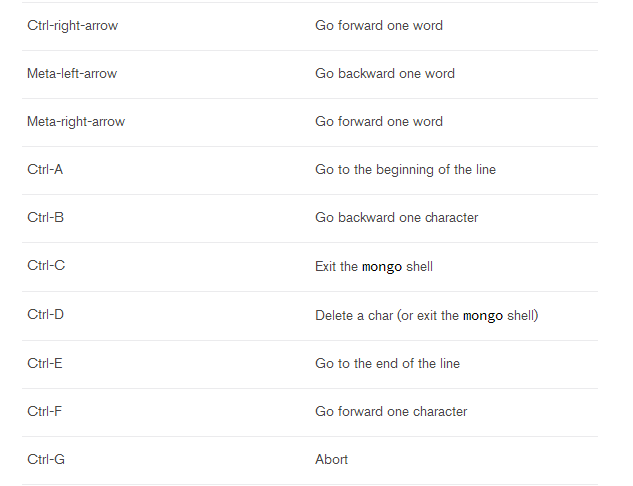 Ctrl-right-arrow Go forward one word
Meta-left-arrow Go backward one word
Meta-right-arrow Go forward one word
Ctrl-A Go to the beginning of the line
Ctrl-B Go backward one character
Ctrl-C Exit the mongo shell
Ctrl-D Delete a char (or exit the mongo shell)
Ctrl-E Go to the end of the line
Ctrl-F Go forward one character
Ctrl-G Abort